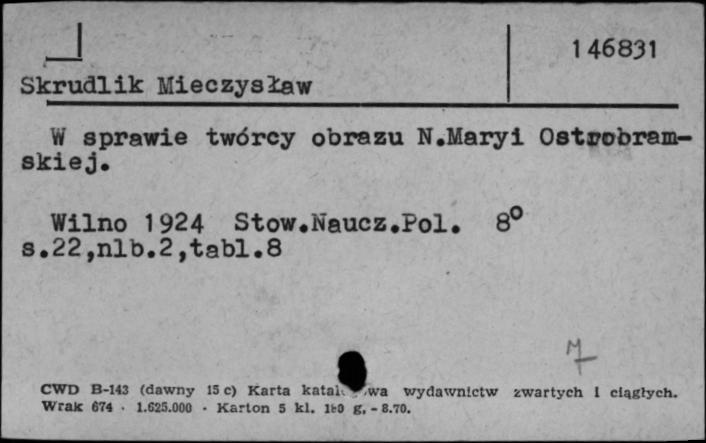 146831
Skrudlik Mieczysław
W sprawie twórcy obrazu N.Maryi Ostrobram-
skiej.
Wilno 1924 Stow.Naucz.Pol. 8°
s.22,nlb.2,tabl.8
M
CWD B-143 (dawny 15 c) Karta wydawnictw zwartych i ciągłych.
Wrak 674 · 1.625.000 · Karton 5 kl. g. - 8.70.